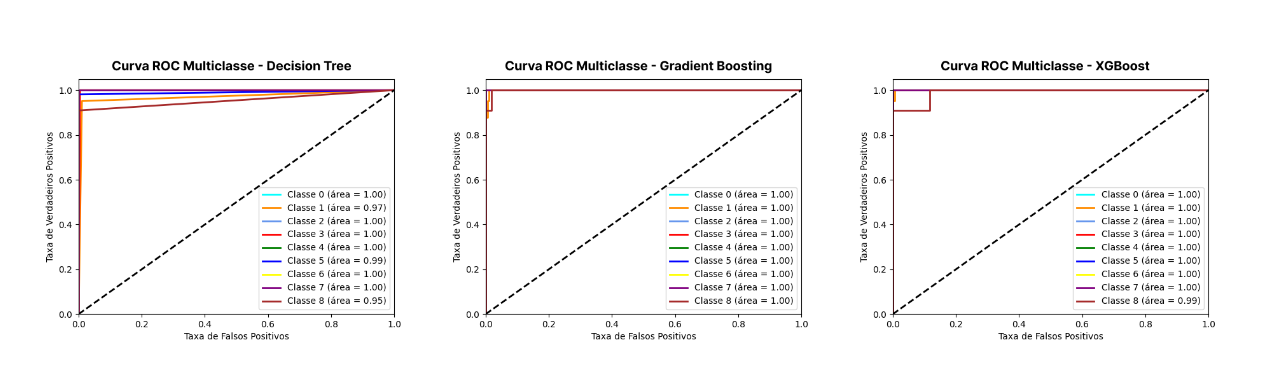 Curva ROC Multiclasse - Decision Tree
1.0
0.8
0.6
0.4
0.2
0.0
Taxa de Verdadeiros Positivos
Classe 0 (área = 1.00)
Classe 1 (área = 0.97)
Classe 2 (área = 1.00)
Classe 3 (área = 1.00)
Classe 4 (área = 1.00)
Classe 5 (área = 0.99)
Classe 6 (área = 1.00)
Classe 7 (área = 1.00)
Classe 8 (área = 0.95)
0.0 0.2 0.4 0.6 0.8 1.0
Taxa de Falsos Positivos
Curva ROC Multiclasse - Gradient Boosting
1.0
0.8
0.6
0.4
0.2
0.0
Taxa de Verdadeiros Positivos
Classe 0 (área = 1.00)
Classe 1 (área = 1.00)
Classe 2 (área = 1.00)
Classe 3 (área = 1.00)
Classe 4 (área = 1.00)
Classe 5 (área = 1.00)
Classe 6 (área = 1.00)
Classe 7 (área = 1.00)
Classe 8 (área = 1.00)
0.0 0.2 0.4 0.6 0.8 1.0
Taxa de Falsos Positivos
Curva ROC Multiclasse - XGBoost
1.0
0.8
0.6
0.4
0.2
0.0
Taxa de Verdadeiros Positivos
Classe 0 (área = 1.00)
Classe 1 (área = 1.00)
Classe 2 (área = 1.00)
Classe 3 (área = 1.00)
Classe 4 (área = 1.00)
Classe 5 (área = 1.00)
Classe 6 (área = 1.00)
Classe 7 (área = 1.00)
Classe 8 (área = 0.99)
0.0 0.2 0.4 0.6 0.8 1.0
Taxa de Falsos Positivos